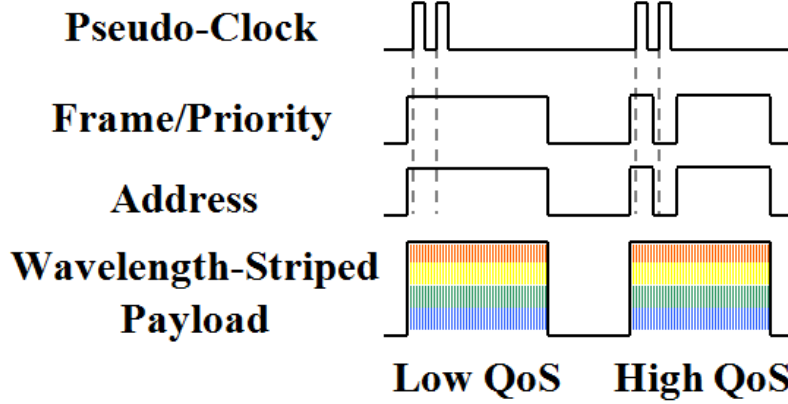 Pseudo-Clock
Frame/Priority
Address
Wavelength-Striped
Payload
Low QoS
High QoS